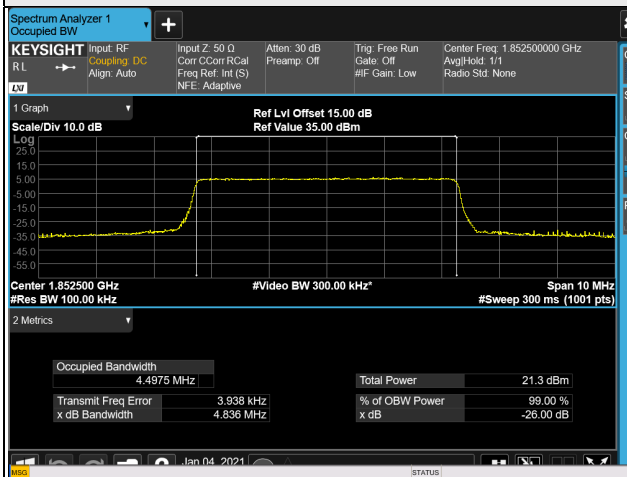 Spectrum Analyzer 1
Occupied BW
KEYSIGHT Input: RF Input Z: 50 Ω Atten: 30 dB Trig: Free Run Center Freq: 1.852500000 GHz
RL Coupling: DC Corr CCorr RCal Preamp: Off Gate: Off Avg|Hold: 1/1
Align: Auto Freq Ref: Int (S) #IF Gain: Low Radio Std: None
LXI NFE: Adaptive
1 Graph
Ref Lvl Offset 15.00 dB
Scale/Div 10.0 dB Ref Value 35.00 dBm
Log
25.0
15.0
5.00
-5.00
-15.0
-25.0
-35.0
-45.0
-55.0
Center 1.852500 GHz #Video BW 300.00 kHz* Span 10 MHz
#Res BW 100.00 kHz #Sweep 300 ms (1001 pts)
2 Metrics
Occupied Bandwidth
4.4975 MHz Total Power 21.3 dBm
Transmit Freq Error 3.938 kHz % of OBW Power 99.00 %
x dB Bandwidth 4.836 MHz x dB -26.00 dB
Jan 04, 2021
MSG STATUS